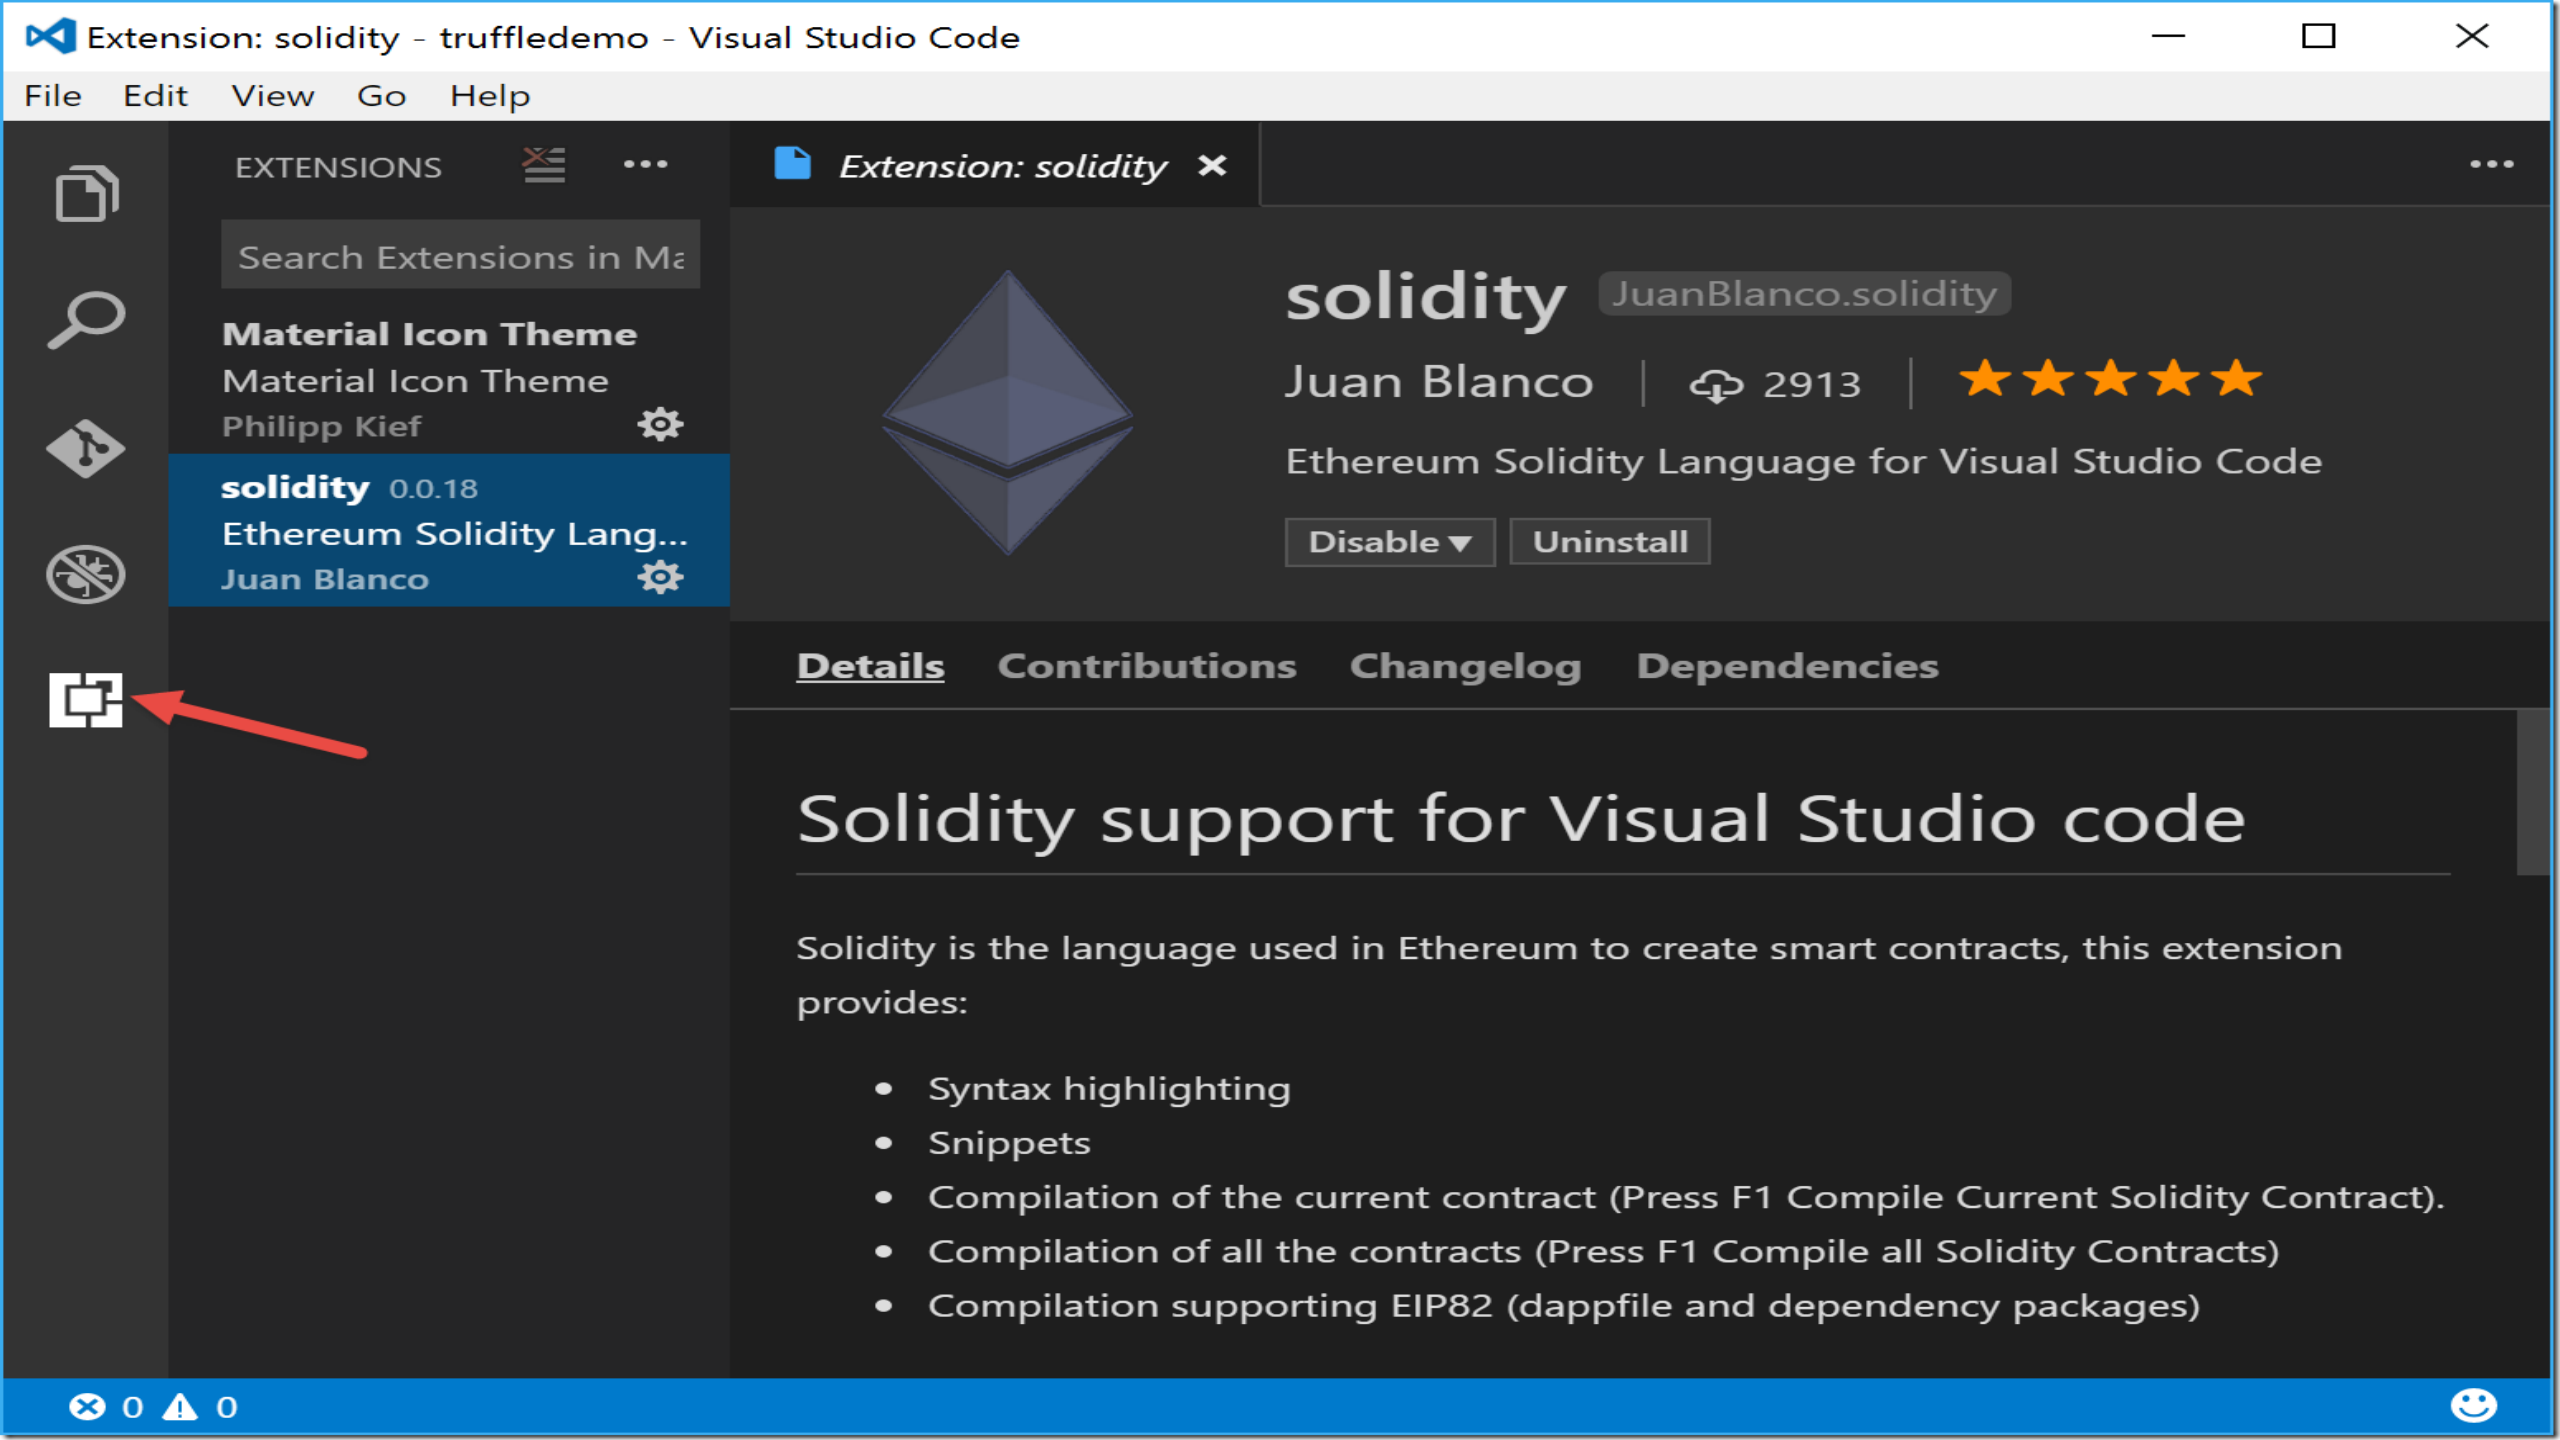 Extension: solidity - truffledemo - Visual Studio Code
File Edit View Go Help
EXTENSIONS
Search Extensions in Ma
Material Icon Theme
Material Icon Theme
Philipp Kief
solidity 0.0.18
Ethereum Solidity Lang...
Juan Blanco
Extension: solidity
solidity JuanBlanco.solidity
Juan Blanco | 2913 |
Ethereum Solidity Language for Visual Studio Code
Disable Uninstall
Details Contributions Changelog Dependencies
Solidity support for Visual Studio code
Solidity is the language used in Ethereum to create smart contracts, this extension
provides:
• Syntax highlighting
• Snippets
• Compilation of the current contract (Press F1 Compile Current Solidity Contract).
• Compilation of all the contracts (Press F1 Compile all Solidity Contracts)
• Compilation supporting EIP82 (dappfile and dependency packages)
0 0